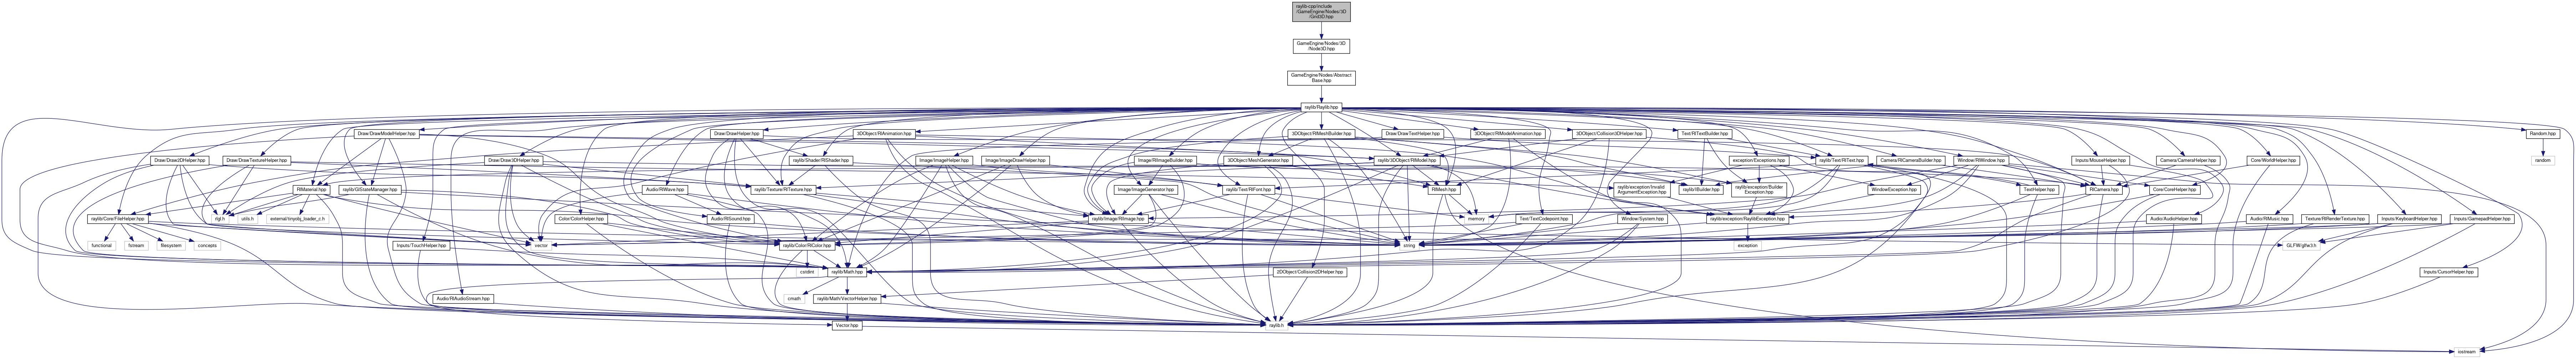 raylib-cpp/include
/GameEngine/Nodes/3D
/Grid3D.hpp
GameEngine/Nodes/3D
/Node3D.hpp
GameEngine/Nodes/Abstract
Base.hpp
raylib/Raylib.hpp
Draw/DrawModelHelper.hpp
Draw/DrawHelper.hpp
3DObject/RlAnimation.hpp
3DObject/RlMeshBuilder.hpp
Draw/DrawTextHelper.hpp
3DObject/RlModelAnimation.hpp
3DObject/Collision3DHelper.hpp
Text/RlTextBuilder.hpp
Random.hpp
Draw/Draw2DHelper.hpp
Draw/DrawTextureHelper.hpp
Draw/Draw3DHelper.hpp
raylib/Shader/RlShader.hpp
Image/ImageHelper.hpp
Image/ImageDrawHelper.hpp
Image/RlImageBuilder.hpp
3DObject/MeshGenerator.hpp
raylib/3DObject/RlModel.hpp
exception/Exceptions.hpp
raylib/Text/RlText.hpp
Camera/RlCameraBuilder.hpp
Window/RlWindow.hpp
Inputs/MouseHelper.hpp
Camera/CameraHelper.hpp
Core/WorldHelper.hpp
random
RlMaterial.hpp
raylib/GlStateManager.hpp
Audio/RlWave.hpp
raylib/Texture/RlTexture.hpp
Image/ImageGenerator.hpp
raylib/Text/RlFont.hpp
RlMesh.hpp
raylib/exception/Invalid
ArgumentException.hpp
raylib/IBuilder.hpp
raylib/exception/Builder
Exception.hpp
WindowException.hpp
TextHelper.hpp
RlCamera.hpp
Core/CoreHelper.hpp
raylib/Core/FileHelper.hpp
rlgl.h
utils.h
external/tinyobj_loader_c.h
Color/ColorHelper.hpp
Audio/RlSound.hpp
raylib/Image/RlImage.hpp
memory
Text/TextCodepoint.hpp
Window/System.hpp
raylib/exception/RaylibException.hpp
Audio/AudioHelper.hpp
Audio/RlMusic.hpp
Texture/RlRenderTexture.hpp
Inputs/KeyboardHelper.hpp
Inputs/GamepadHelper.hpp
functional
fstream
filesystem
concepts
Inputs/TouchHelper.hpp
vector
raylib/Color/RlColor.hpp
string
exception
GLFW/glfw3.h
cstdint
raylib/Math.hpp
2DObject/Collision2DHelper.hpp
Inputs/CursorHelper.hpp
Audio/RlAudioStream.hpp
cmath
raylib/Math/VectorHelper.hpp
Vector.hpp
raylib.h
iostream